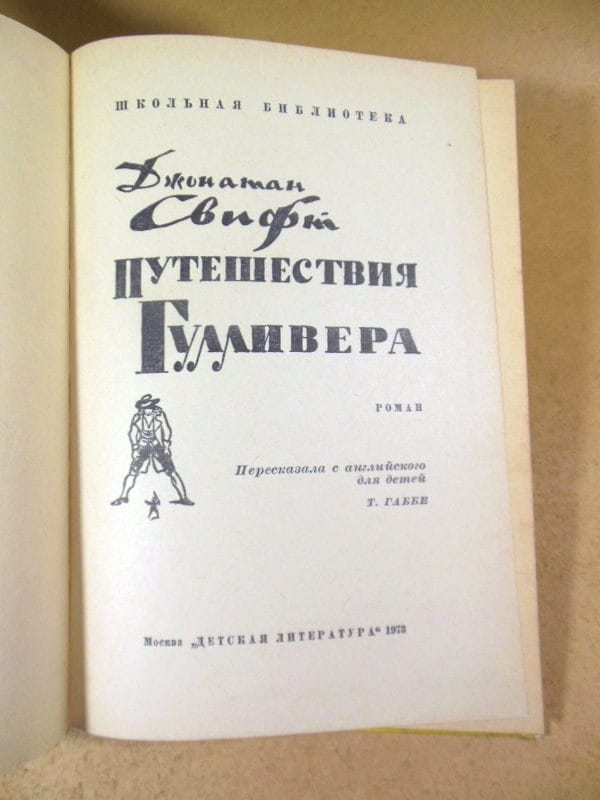 ШКОЛЬНАЯ БИБЛИОТЕКА
Джонатан
Свифт
ПУТЕШЕСТВИЯ
ГУЛЛИВЕРА
РОМАН
Пересказала с английского
для детей
Т. ГАББЕ
Москва „ДЕТСКАЯ ЛИТЕРАТУРА“ 1973